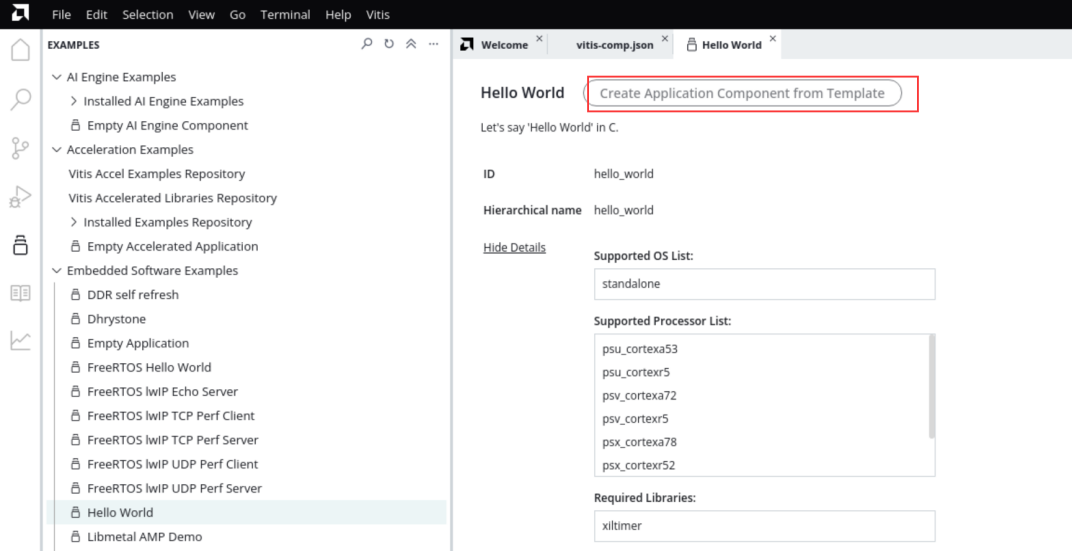 File Edit Selection View Go Terminal Help Vitis
EXAMPLES
AI Engine Examples
Installed AI Engine Examples
Empty AI Engine Component
Acceleration Examples
Vitis Accel Examples Repository
Vitis Accelerated Libraries Repository
Installed Examples Repository
Empty Accelerated Application
Embedded Software Examples
DDR self refresh
Dhrystone
Empty Application
FreeRTOS Hello World
FreeRTOS lwIP Echo Server
FreeRTOS lwIP TCP Perf Client
FreeRTOS lwIP TCP Perf Server
FreeRTOS lwIP UDP Perf Client
FreeRTOS lwIP UDP Perf Server
Hello World
Libmetal AMP Demo
Welcome vitis-comp.json Hello World
Hello World Create Application Component from Template
Let's say 'Hello World' in C.
ID hello_world
Hierarchical name hello_world
Hide Details
Supported OS List:
standalone
Supported Processor List:
psu_cortexa53
psu_cortexr5
psv_cortexa72
psv_cortexr5
psx_cortexa78
psx_cortexr52
Required Libraries:
xiltimer